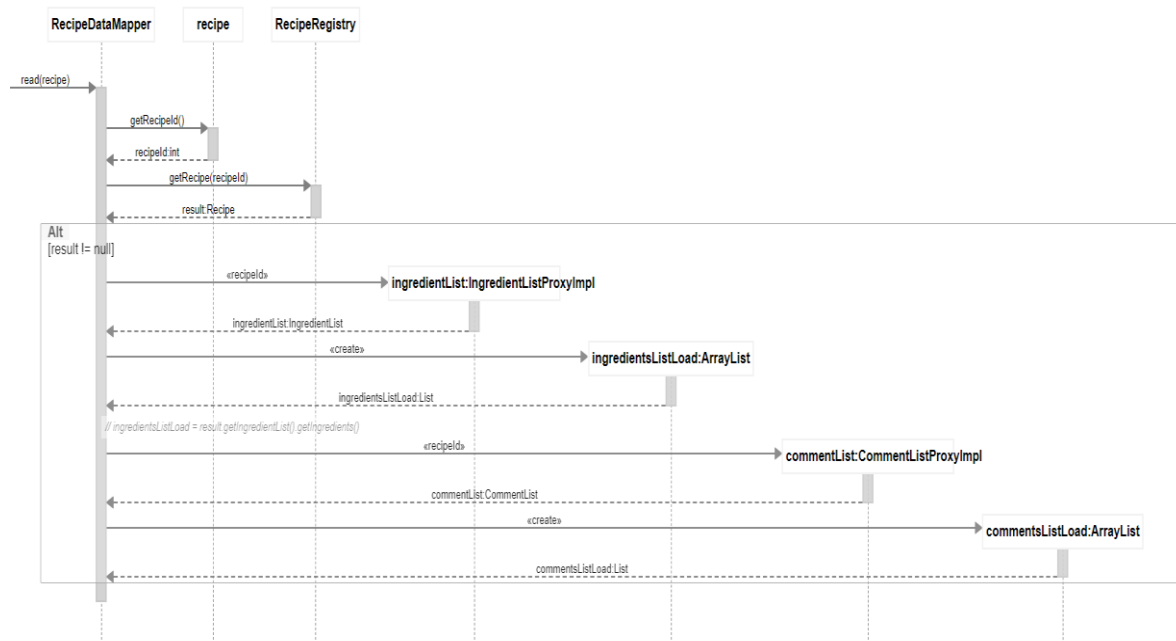 RecipeDataMapper recipe RecipeRegistry
read(recipe)
getRecipeId()
recipeId:int
getRecipe(recipeId)
result:Recipe
Alt
[result != null]
«recipeId»
ingredientList:IngredientListProxyImpl
ingredientList:IngredientList
«create»
ingredientsListLoad:ArrayList
ingredientsListLoad:List
// ingredientsListLoad = result.getIngredientList().getIngredients()
«recipeId»
commentList:CommentListProxyImpl
commentList:CommentList
«create»
commentsListLoad:ArrayList
commentsListLoad:List